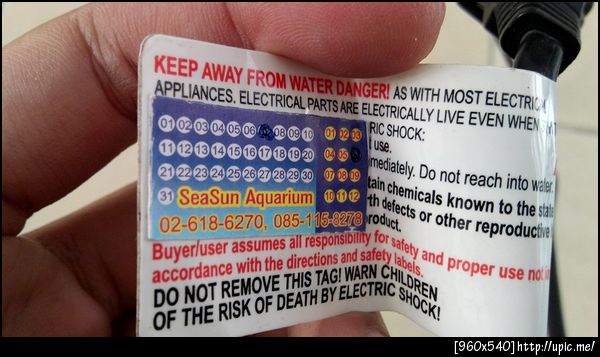 KEEP AWAY FROM WATER DANGER! AS WITH MOST ELECTRICAL
APPLIANCES. ELECTRICAL PARTS ARE ELECTRICALLY LIVE EVEN WHEN
RIC SHOCK:
use.
mmediately. Do not reach into water.
tain chemicals known to the state
rth defects or other reproductive
product.
01 02 03 04 05 06 08 09 10 01 02 03
11 12 13 14 15 16 17 18 19 20 04 05
21 22 23 24 25 26 27 28 29 30 07 08 09
31 SeaSun Aquarium 10 11 12
02-618-6270, 085-115-8278
Buyer/user assumes all responsibility for safety and proper use not in
accordance with the directions and safety labels.
DO NOT REMOVE THIS TAG! WARN CHILDREN
OF THE RISK OF DEATH BY ELECTRIC SHOCK!
[960x540]http://upic.me/